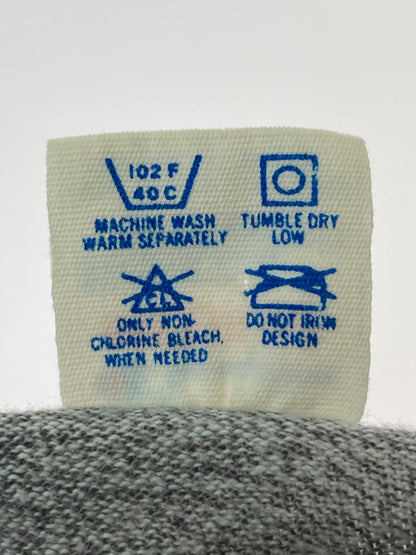 102 F
40 C
MACHINE WASH
WARM SEPARATELY
TUMBLE DRY
LOW
CL
ONLY NON-
CHLORINE BLEACH,
WHEN NEEDED
DO NOT IRON
DESIGN